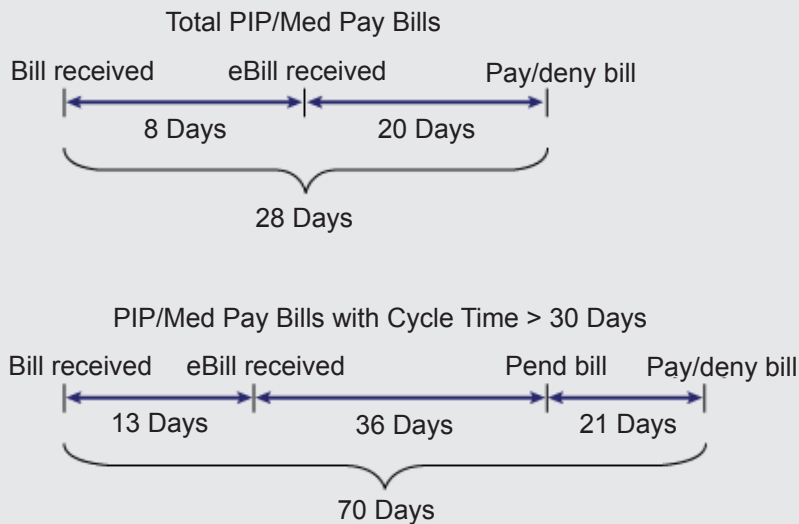 Total PIP/Med Pay Bills
Bill received eBill received Pay/deny bill
8 Days 20 Days
28 Days
PIP/Med Pay Bills with Cycle Time > 30 Days
Bill received eBill received Pend bill Pay/deny bill
13 Days 36 Days 21 Days
70 Days